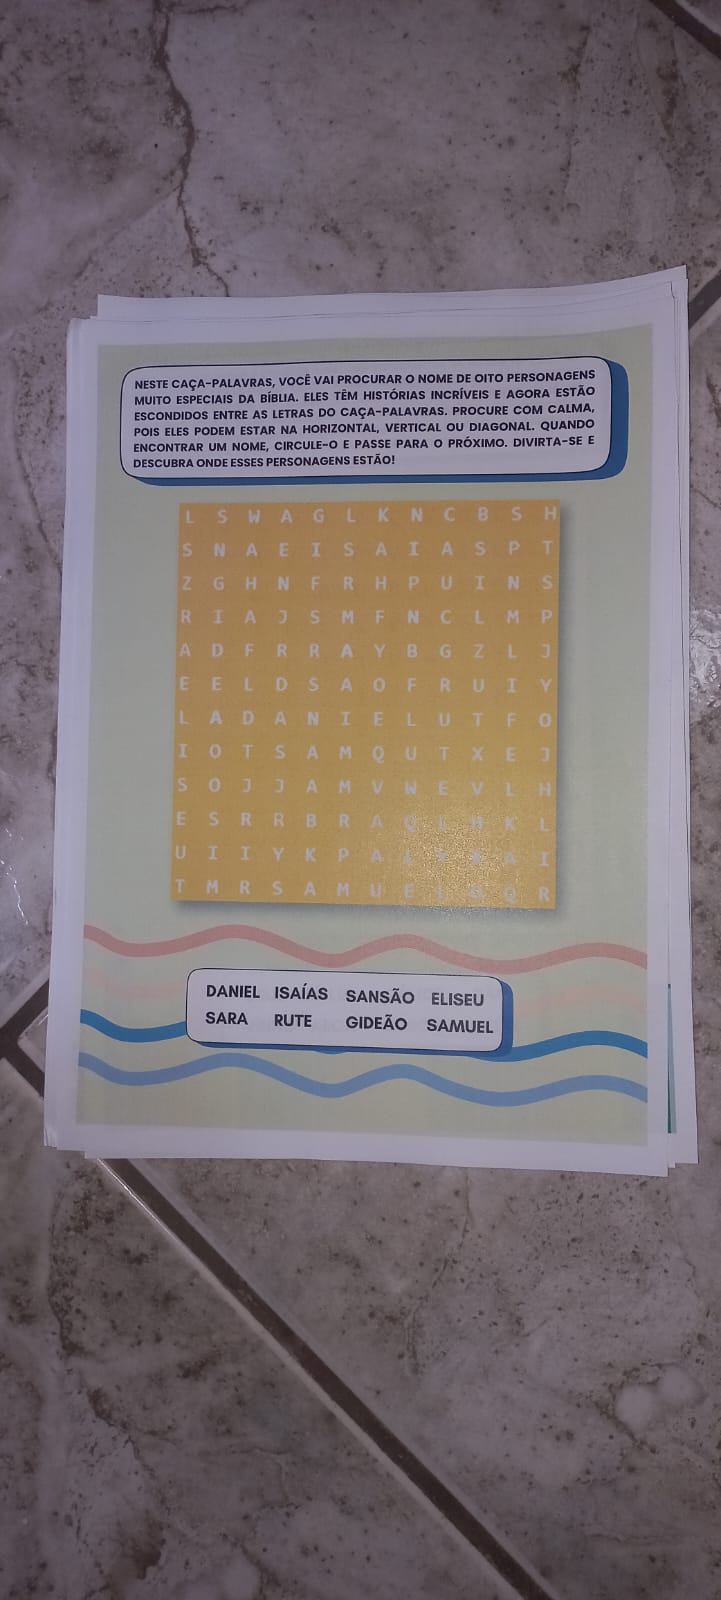 NESTE CAÇA-PALAVRAS, VOCÊ VAI PROCURAR O NOME DE OITO PERSONAGENS
MUITO ESPECIAIS DA BÍBLIA. ELES TÊM HISTÓRIAS INCRÍVEIS E AGORA ESTÃO
ESCONDIDOS ENTRE AS LETRAS DO CAÇA-PALAVRAS. PROCURE COM CALMA,
POIS ELES PODEM ESTAR NA HORIZONTAL, VERTICAL OU DIAGONAL. QUANDO
ENCONTRAR UM NOME, CIRCULE-O E PASSE PARA O PRÓXIMO. DIVIRTA-SE E
DESCUBRA ONDE ESSES PERSONAGENS ESTÃO!
L S W A G L K N C B S H
S N A E I S A I A S P T
Z G H N F R H P U I N S
R I A J S M F N C L M P
A D F R R A Y B G Z L J
E E L D S A O F R U I Y
L A D A N I E L U T F O
I O T S A M Q U T X E J
S O J J A M V W E V L H
E S R R B R A Q L H K L
U I I Y K P A A I
T M R S A M U E L Q R
DANIEL ISAÍAS SANSÃO ELISEU
SARA RUTE GIDEÃO SAMUEL